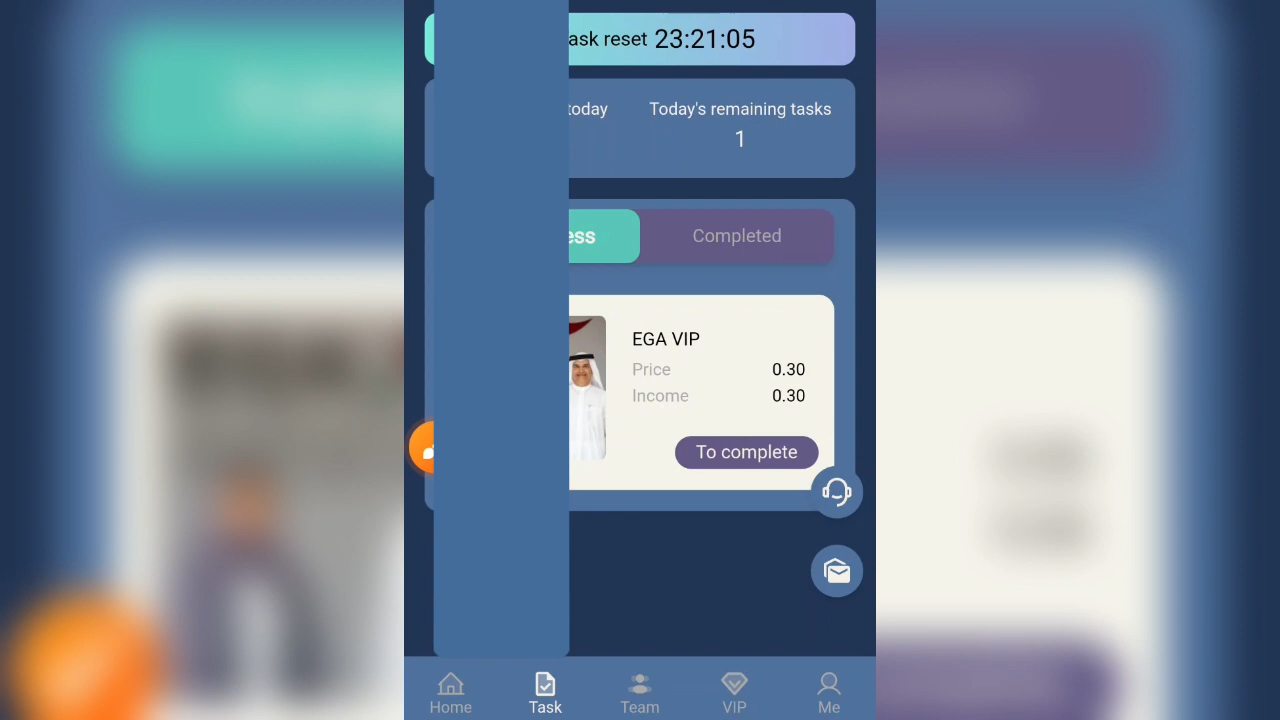 ask reset 23:21:05
today
Today's remaining tasks
1
ess
Completed
EGA VIP
Price 0.30
Income 0.30
To complete
Home
Task
Team
VIP
Me